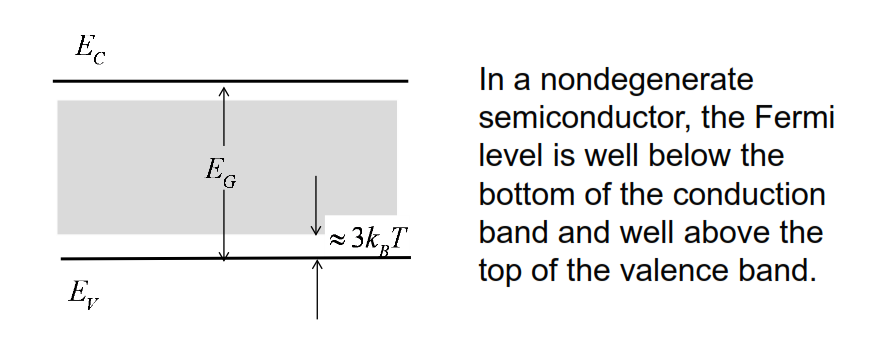 E_C
E_G
≈3k_BT
E_V
In a nondegenerate
semiconductor, the Fermi
level is well below the
bottom of the conduction
band and well above the
top of the valence band.